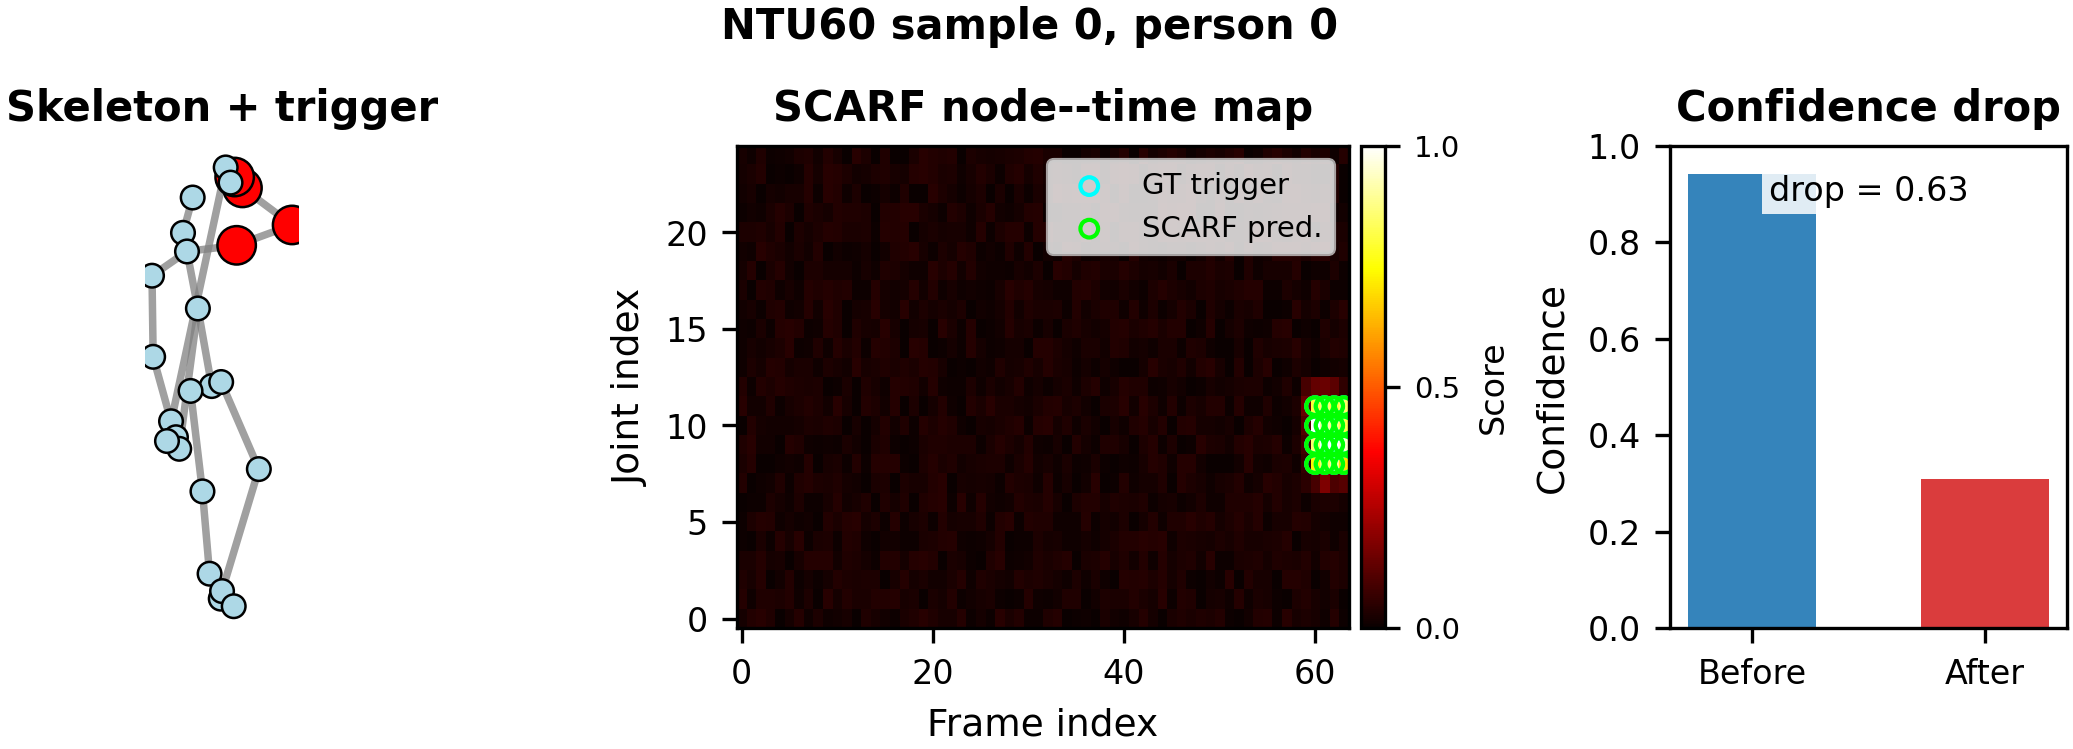 NTU60 sample 0, person 0
Skeleton + trigger
SCARF node--time map
GT trigger
SCARF pred.
Joint index
20
15
10
5
0
0
20
40
60
Frame index
1.0
0.5
0.0
Score
Confidence drop
drop = 0.63
Confidence
1.0
0.8
0.6
0.4
0.2
0.0
Before
After